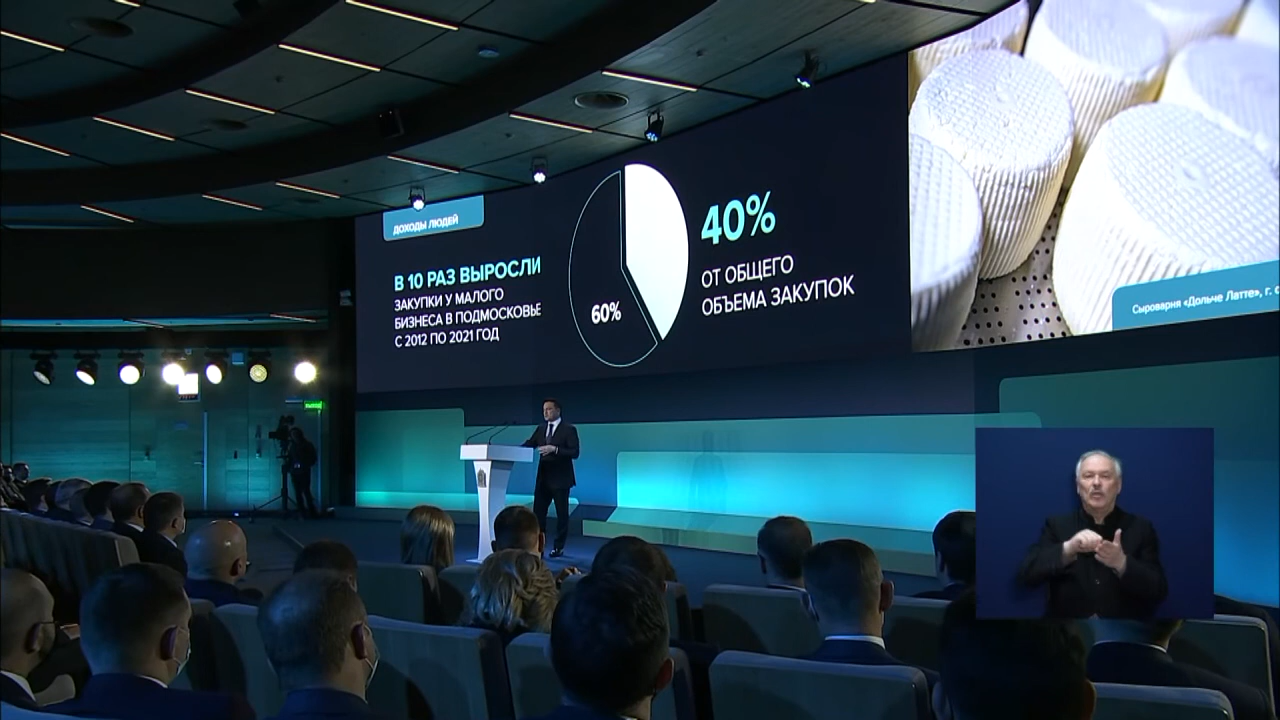 ДОХОДЫ ЛЮДЕЙ
В 10 РАЗ ВЫРОСЛИ
ЗАКУПКИ У МАЛОГО
БИЗНЕСА В ПОДМОСКОВЬЕ
С 2012 ПО 2021 ГОД
60%
40%
ОТ ОБЩЕГО
ОБЪЕМА ЗАКУПОК
Сыроварня «Дольче Латте», г. о
ВЫХОД